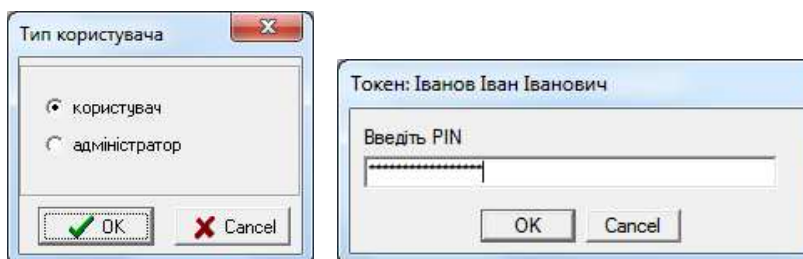 Тип користувача
користувач
адміністратор
OK
Cancel
Токен: Іванов Іван Іванович
Введіть PIN
*****************
OK
Cancel